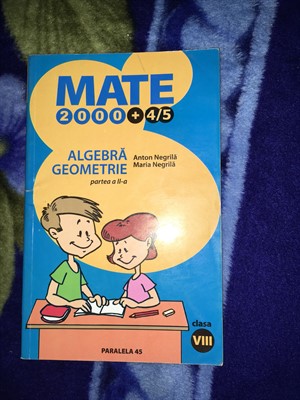 MATE
2000 + 4/5
ALGEBRĂ
GEOMETRIE
partea a II-a
Anton Negrilă
Maria Negrilă
clasa
VIII
PARALELA 45